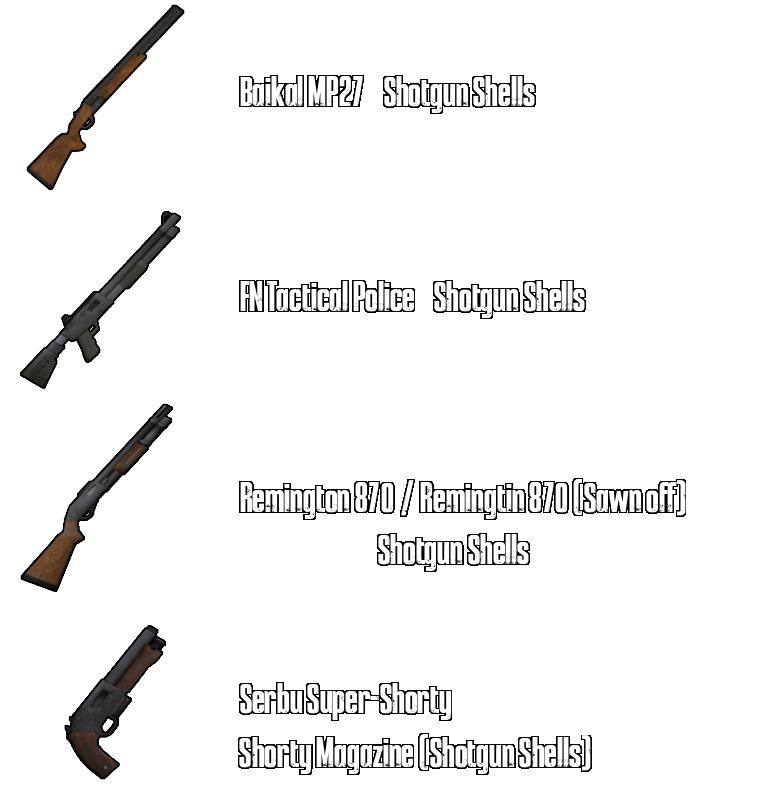 Baikal MP27 Shotgun Shells
FN Tactical Police Shotgun Shells
Remington 870 / Remingtin 870 (Sawn off)
Shotgun Shells
Serbu Super-Shorty
Shorty Magazine (Shotgun Shells)